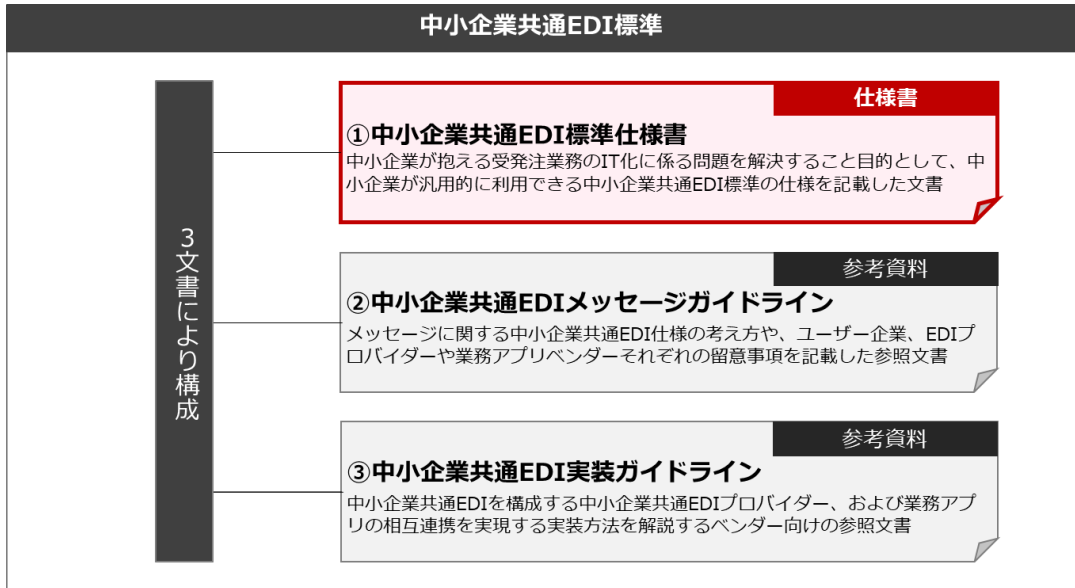 中小企業共通EDI標準
3文書により構成
仕様書
①中小企業共通EDI標準仕様書
中小企業が抱える受発注業務のIT化に係る問題を解決すること目的として、中
小企業が汎用的に利用できる中小企業共通EDI標準の仕様を記載した文書
参考資料
②中小企業共通EDIメッセージガイドライン
メッセージに関する中小企業共通EDI仕様の考え方や、ユーザー企業、EDIプ
ロバイダーや業務アプリベンダーそれぞれの留意事項を記載した参照文書
参考資料
③中小企業共通EDI実装ガイドライン
中小企業共通EDIを構成する中小企業共通EDIプロバイダー、および業務アプ
リの相互連携を実現する実装方法を解説するベンダー向けの参照文書